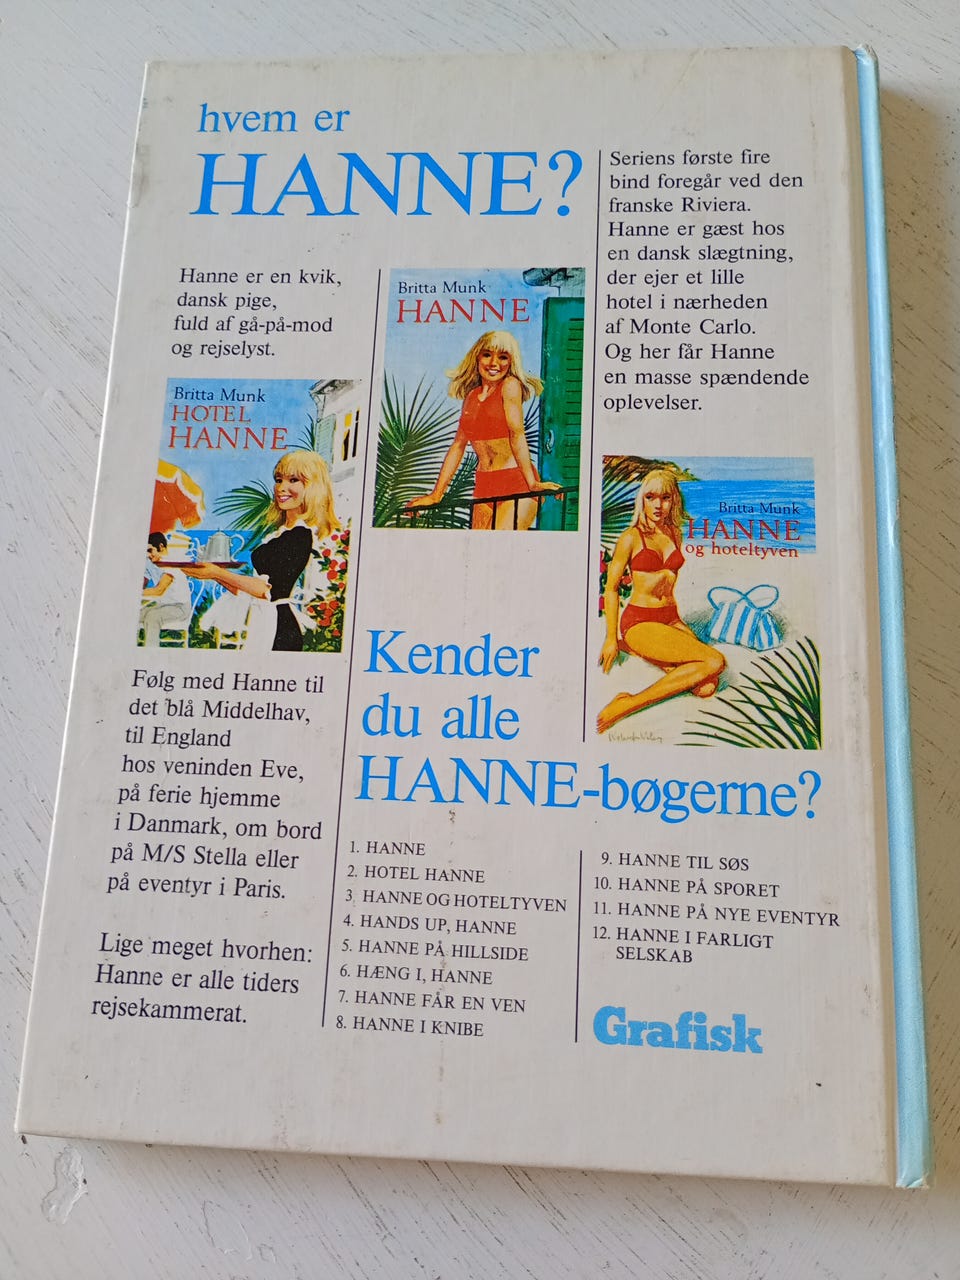 hvem er
HANNE?
Hanne er en kvik,
dansk pige,
fuld af gå-på-mod
og rejselyst.
Britta Munk
HOTEL
HANNE
Følg med Hanne til
det blå Middelhav,
til England
hos veninden Eve,
på ferie hjemme
i Danmark, om bord
på M/S Stella eller
på eventyr i Paris.
Lige meget hvorhen:
Hanne er alle tiders
rejsekammerat.
Britta Munk
HANNE
Seriens første fire
bind foregår ved den
franske Riviera.
Hanne er gæst hos
en dansk slægtning,
der ejer et lille
hotel i nærheden
af Monte Carlo.
Og her får Hanne
en masse spændende
oplevelser.
Britta Munk
HANNE
og hoteltyven
Kender
du alle
HANNE-bøgerne?
1. HANNE
2. HOTEL HANNE
3 HANNE OG HOTELTYVEN
4. HANDS UP, HANNE
5. HANNE PÅ HILLSIDE
6. HÆNG I, HANNE
7. HANNE FÅR EN VEN
8. HANNE I KNIBE
9. HANNE TIL SØS
10. HANNE PÅ SPORET
11. HANNE PÅ NYE EVENTYR
12. HANNE I FARLIGT
SELSKAB
Grafisk